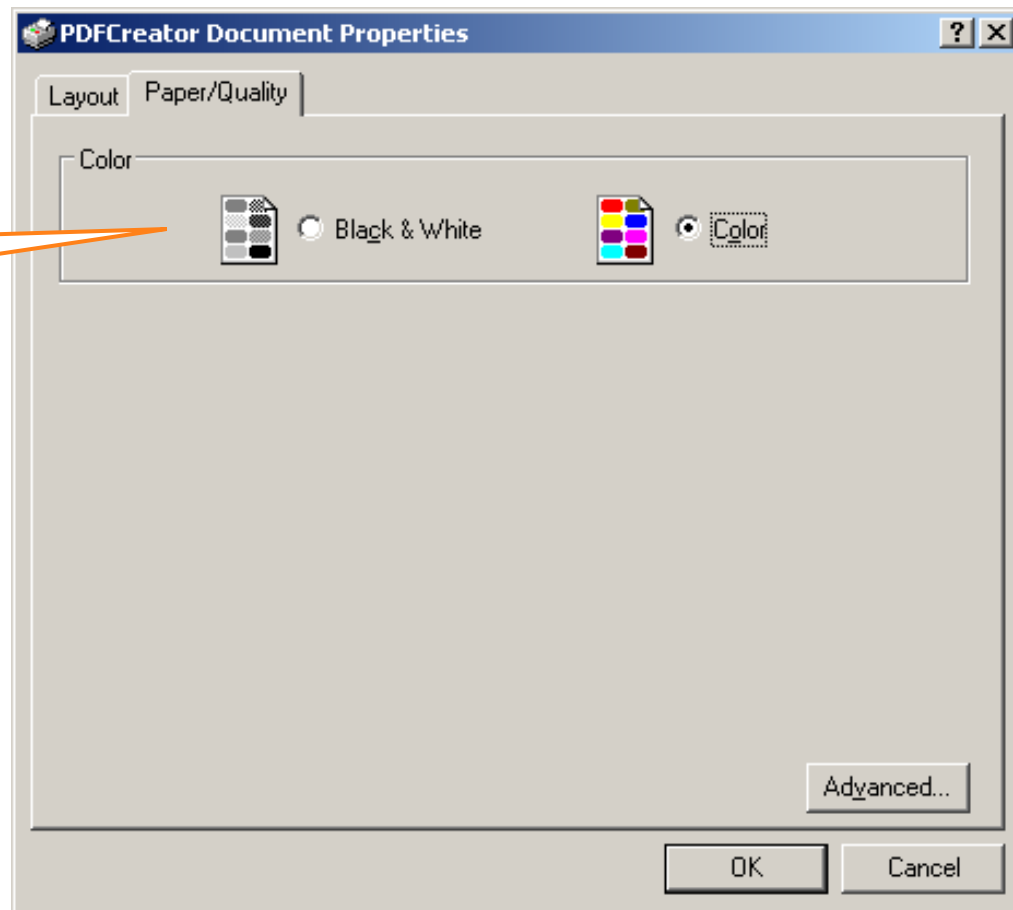 PDFCreator Document Properties
Layout Paper/Quality
Color
Black & White Color
Advanced...
OK Cancel